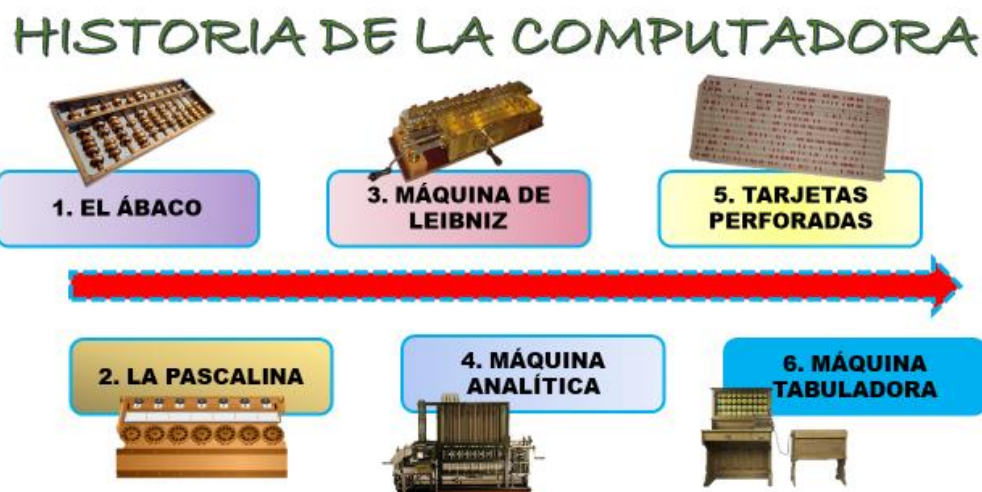 HISTORIA DE LA COMPUTADORA
1. EL ÁBACO
2. LA PASCALINA
3. MÁQUINA DE
LEIBNIZ
4. MÁQUINA
ANALÍTICA
5. TARJETAS
PERFORADAS
6. MÁQUINA
TABULADORA